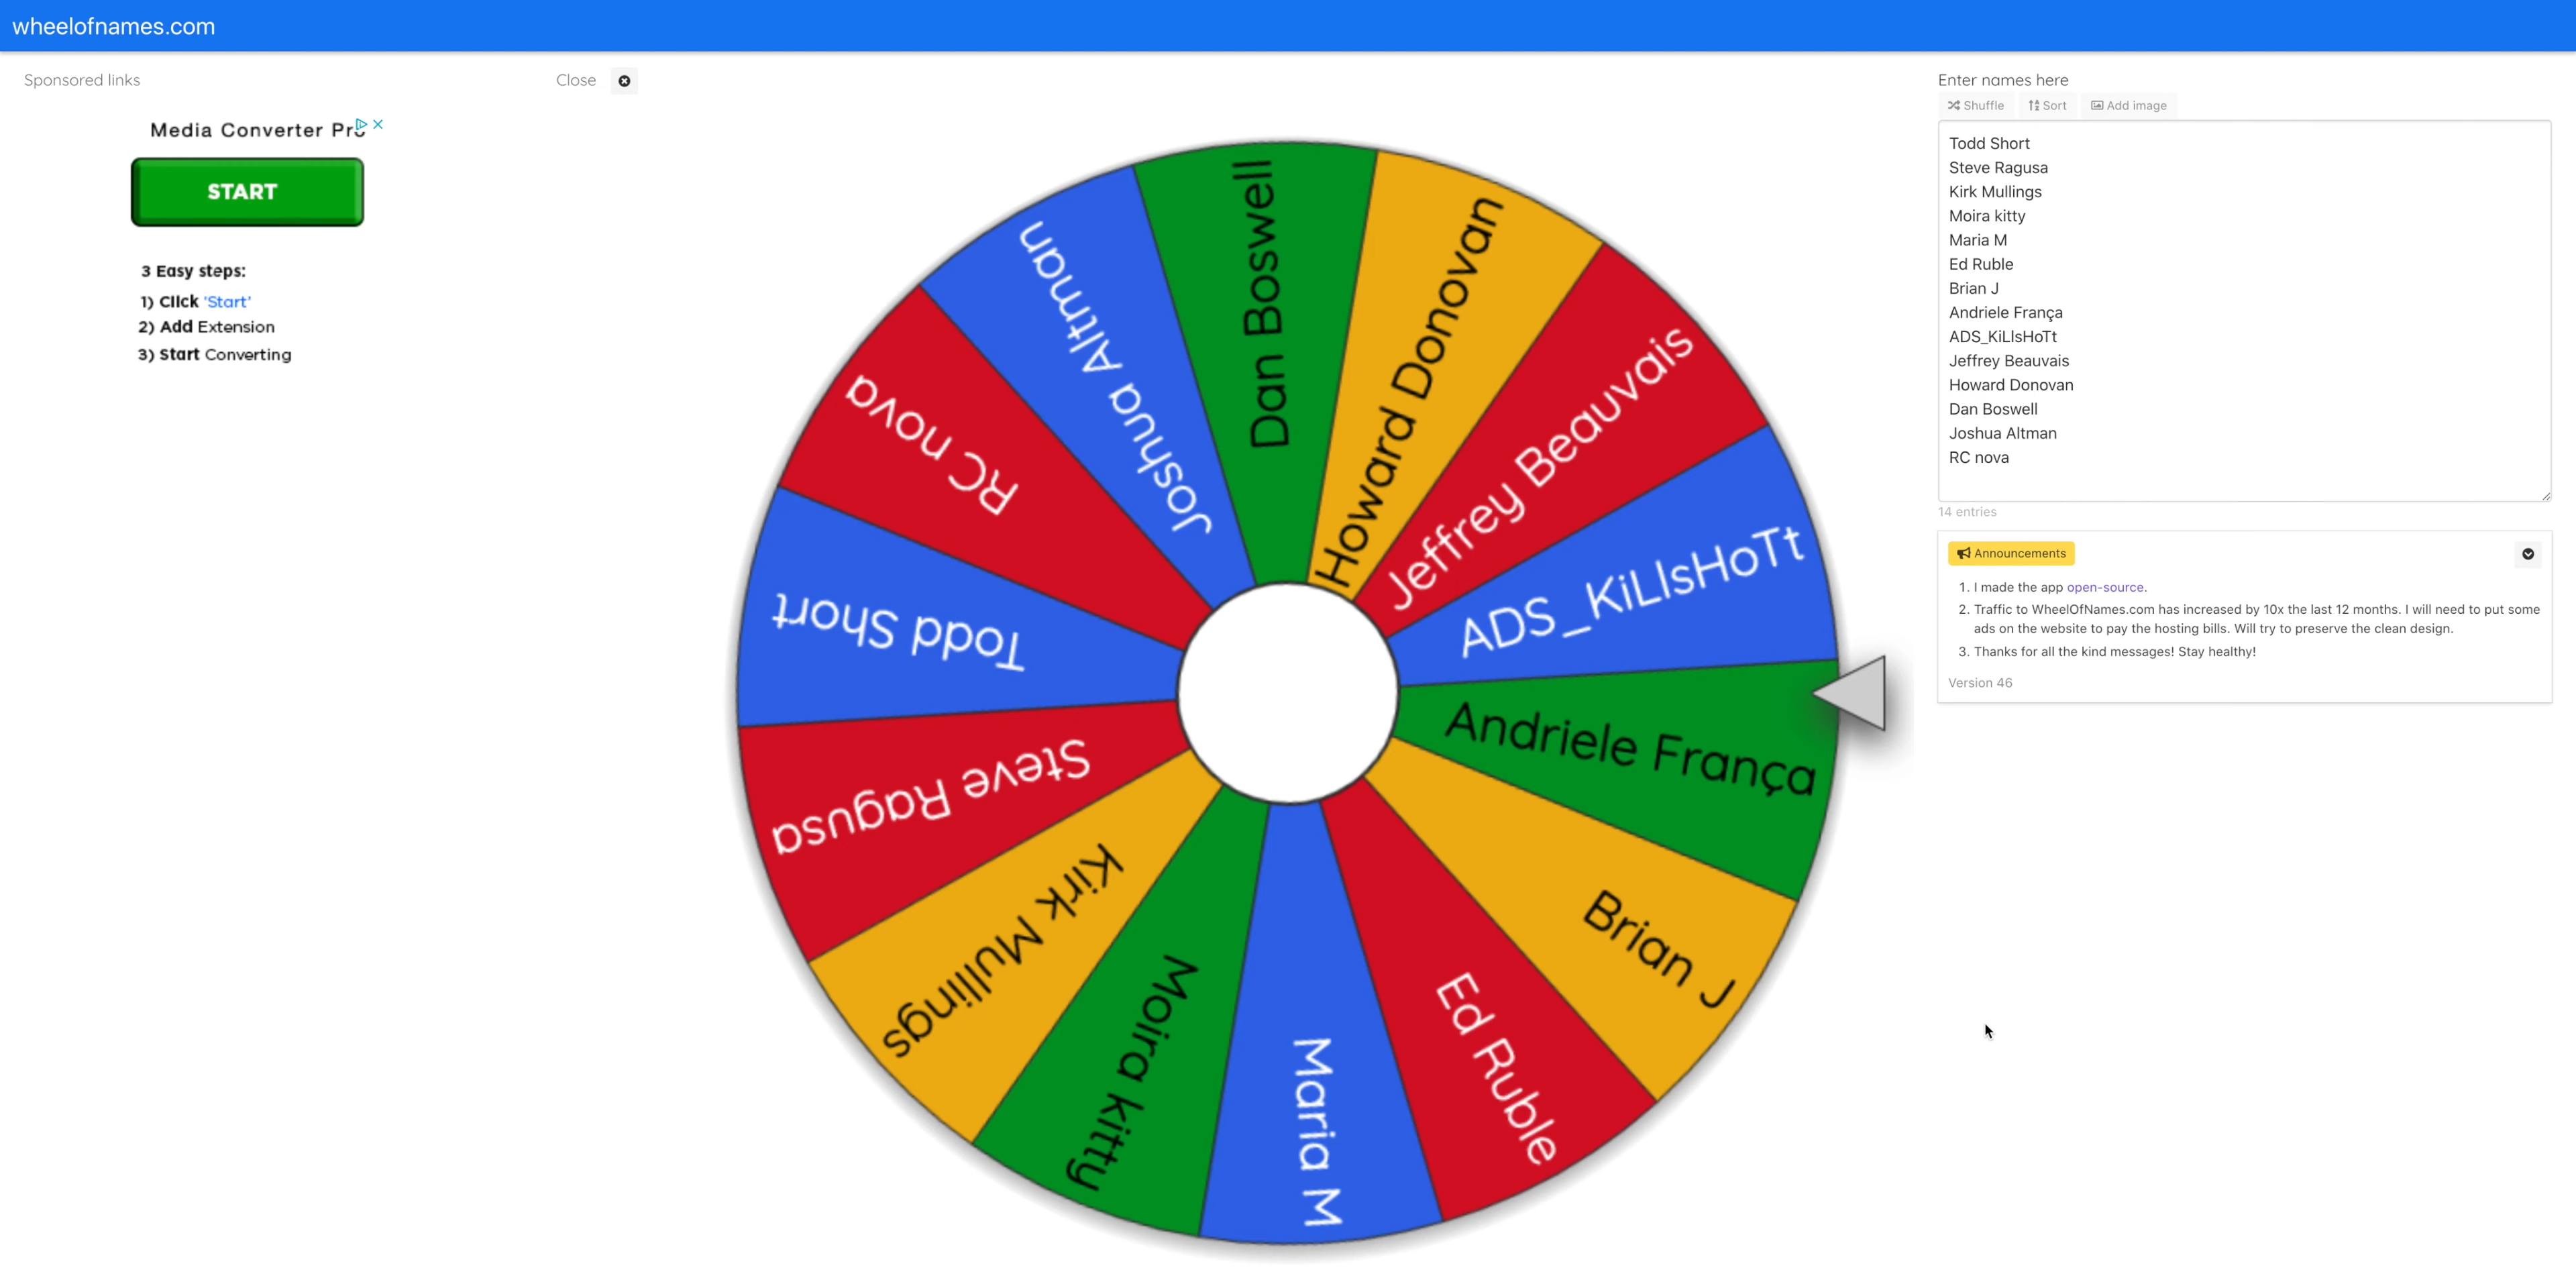 wheelofnames.com
Sponsored links
Close
Media Converter Pro
START
3 Easy steps:
1) Click 'Start'
2) Add Extension
3) Start Converting
Dan Boswell
Howard Donovan
Jeffrey Beauvais
ADS_KiLlsHoTt
Andriele França
Brian J
Ed Ruble
Maria M
Moira kitty
Kirk Mullings
Steve Ragusa
Todd Short
RC nova
Joshua Altman
Enter names here
Shuffle Sort Add image
Todd Short
Steve Ragusa
Kirk Mullings
Moira kitty
Maria M
Ed Ruble
Brian J
Andriele França
ADS_KiLlsHoTt
Jeffrey Beauvais
Howard Donovan
Dan Boswell
Joshua Altman
RC nova
14 entries
Announcements
1. I made the app open-source.
2. Traffic to WheelOfNames.com has increased by 10x the last 12 months. I will need to put some
ads on the website to pay the hosting bills. Will try to preserve the clean design.
3. Thanks for all the kind messages! Stay healthy!
Version 46